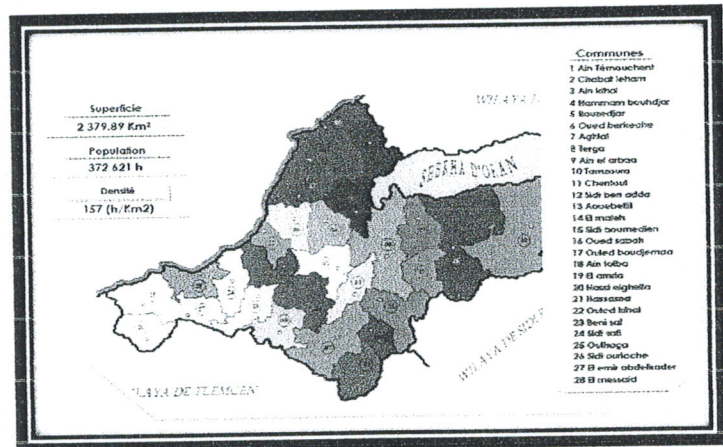 Superficie
2 379.89 Km²
Population
372 621 h
Densité
157 (h/Km2)
WILAYA
SEBKHA D'ORAN
WILAYA DE
WILAYA DE TLEMCEN
Communes
1 Ain Témouchent
2 Chabat leham
3 Ain kihal
4 Hammam bouhdjar
5 Bouzedjar
6 Oued berkeche
7 Aghlal
8 Terga
9 Ain el arbaa
10 Tamzoura
11 Chentouf
12 Sidi ben adda
13 Aoubellil
14 El maleh
15 Sidi boumedien
16 Oued sabah
17 Ouled boudjemaa
18 Ain tolba
19 El amria
20 Hassi elghella
21 Hassasna
22 Ouled kihal
23 Beni saf
24 Sidi safi
25 Oulhaça
26 Sidi ouriache
27 El emir abdelkader
28 El messaid